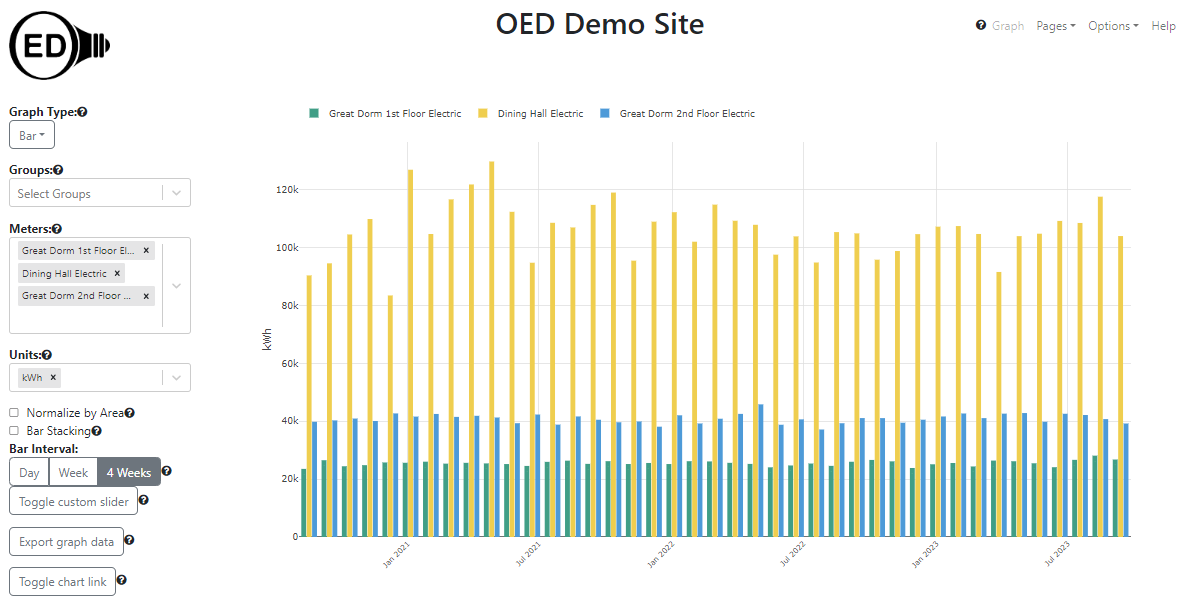 ED
OED Demo Site
Graph Pages Options Help
Graph Type:
Bar
Groups:
Select Groups
Meters:
Great Dorm 1st Floor El... ×
Dining Hall Electric ×
Great Dorm 2nd Floor ... ×
Units:
kWh ×
Normalize by Area
Bar Stacking
Bar Interval:
Day Week 4 Weeks
Toggle custom slider
Export graph data
Toggle chart link
Great Dorm 1st Floor Electric Dining Hall Electric Great Dorm 2nd Floor Electric
kWh
120k
100k
80k
60k
40k
20k
0
Jan 2021 Jul 2021 Jan 2022 Jul 2022 Jan 2023 Jul 2023